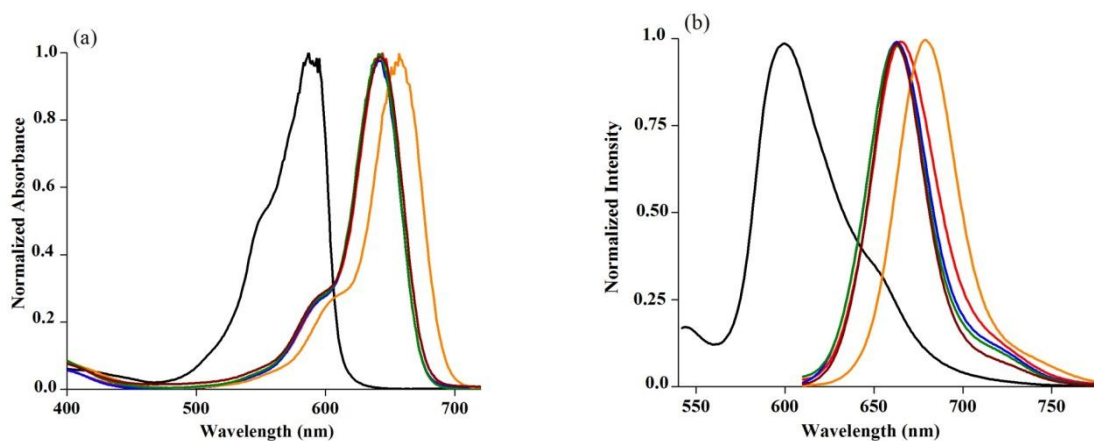 (a)
1.0
0.8
0.6
0.4
0.2
0.0
Normalized Absorbance
400 500 600 700
Wavelength (nm)
(b)
1.0
0.75
0.50
0.25
0.0
Normalized Intensity
550 600 650 700 750
Wavelength (nm)